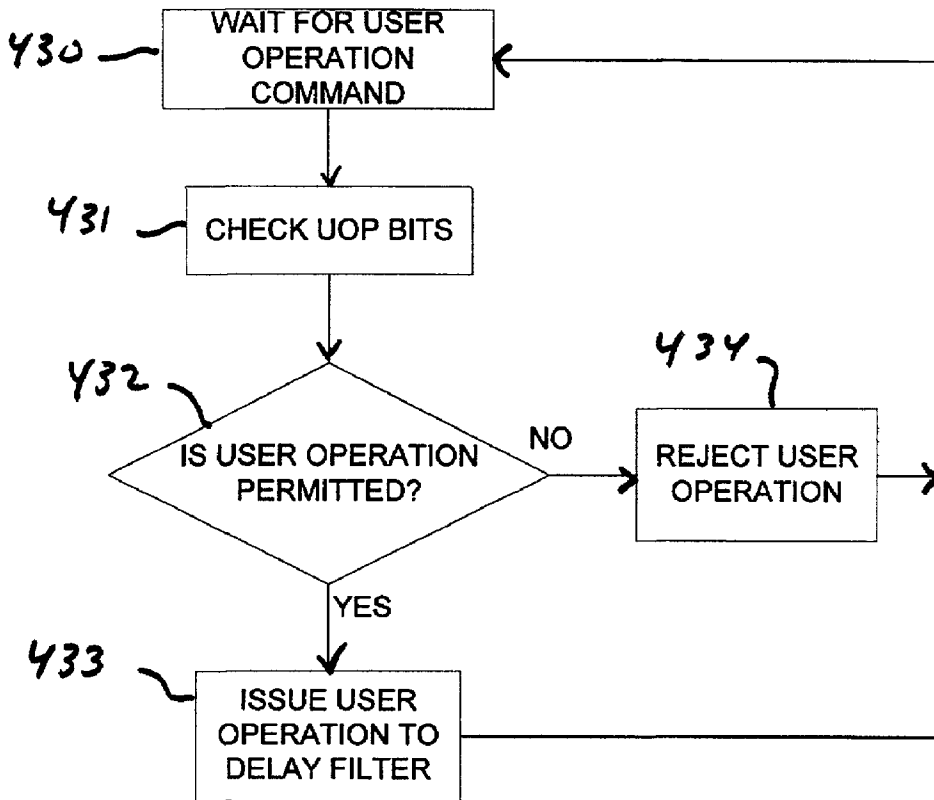 430
WAIT FOR USER
OPERATION
COMMAND
431
CHECK UOP BITS
432
IS USER OPERATION
PERMITTED?
NO
434
REJECT USER
OPERATION
YES
433
ISSUE USER
OPERATION TO
DELAY FILTER